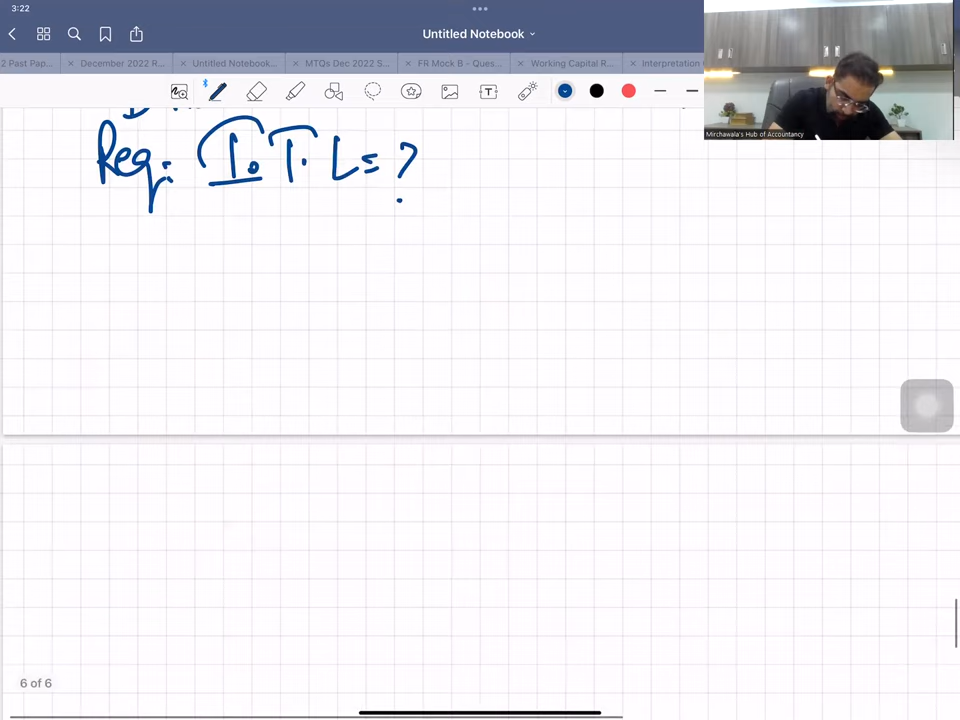 3:22
Untitled Notebook
2 Past Pap...
December 2022 R...
Untitled Notebook...
MTQs Dec 2022 S...
FR Mock B - Ques...
Working Capital R...
Interpretation
Mirchawala's Hub of Accountancy
Req: I. T. L = ?
6 of 6